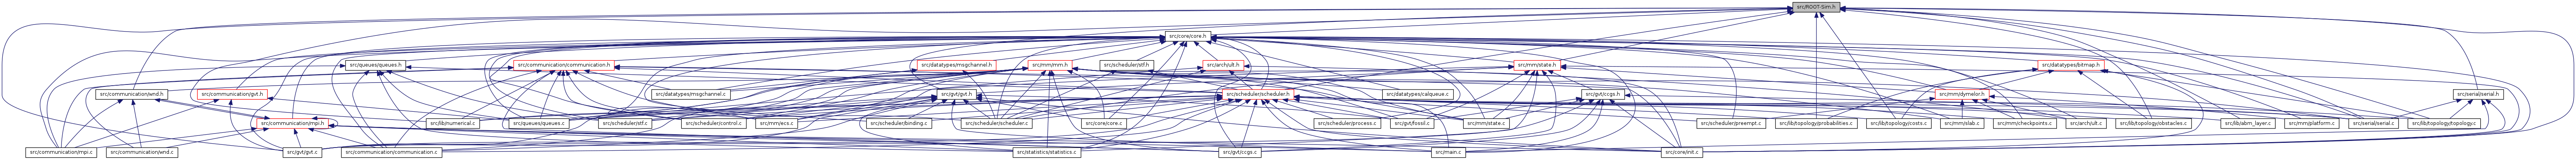 src/ROOT-Sim.h
src/core/core.h
src/queues/queues.h
src/communication/communication.h
src/datatypes/msgchannel.h
src/mm/mm.h
src/scheduler/stf.h
src/arch/ult.h
src/mm/state.h
src/datatypes/bitmap.h
src/communication/wnd.h
src/communication/gvt.h
src/datatypes/msgchannel.c
src/gvt/gvt.h
src/datatypes/calqueue.c
src/scheduler/scheduler.h
src/gvt/ccgs.h
src/mm/dymelor.h
src/serial/serial.h
src/communication/mpi.h
src/lib/numerical.c
src/queues/queues.c
src/scheduler/stf.c
src/scheduler/control.c
src/mm/ecs.c
src/scheduler/binding.c
src/scheduler/scheduler.c
src/core/core.c
src/scheduler/process.c
src/gvt/fossil.c
src/mm/state.c
src/scheduler/preempt.c
src/lib/topology/probabilities.c
src/lib/topology/costs.c
src/mm/slab.c
src/mm/checkpoints.c
src/arch/ult.c
src/lib/topology/obstacles.c
src/lib/abm_layer.c
src/mm/platform.c
src/serial/serial.c
src/lib/topology/topology.c
src/communication/mpi.c
src/communication/wnd.c
src/gvt/gvt.c
src/communication/communication.c
src/statistics/statistics.c
src/gvt/ccgs.c
src/main.c
src/core/init.c